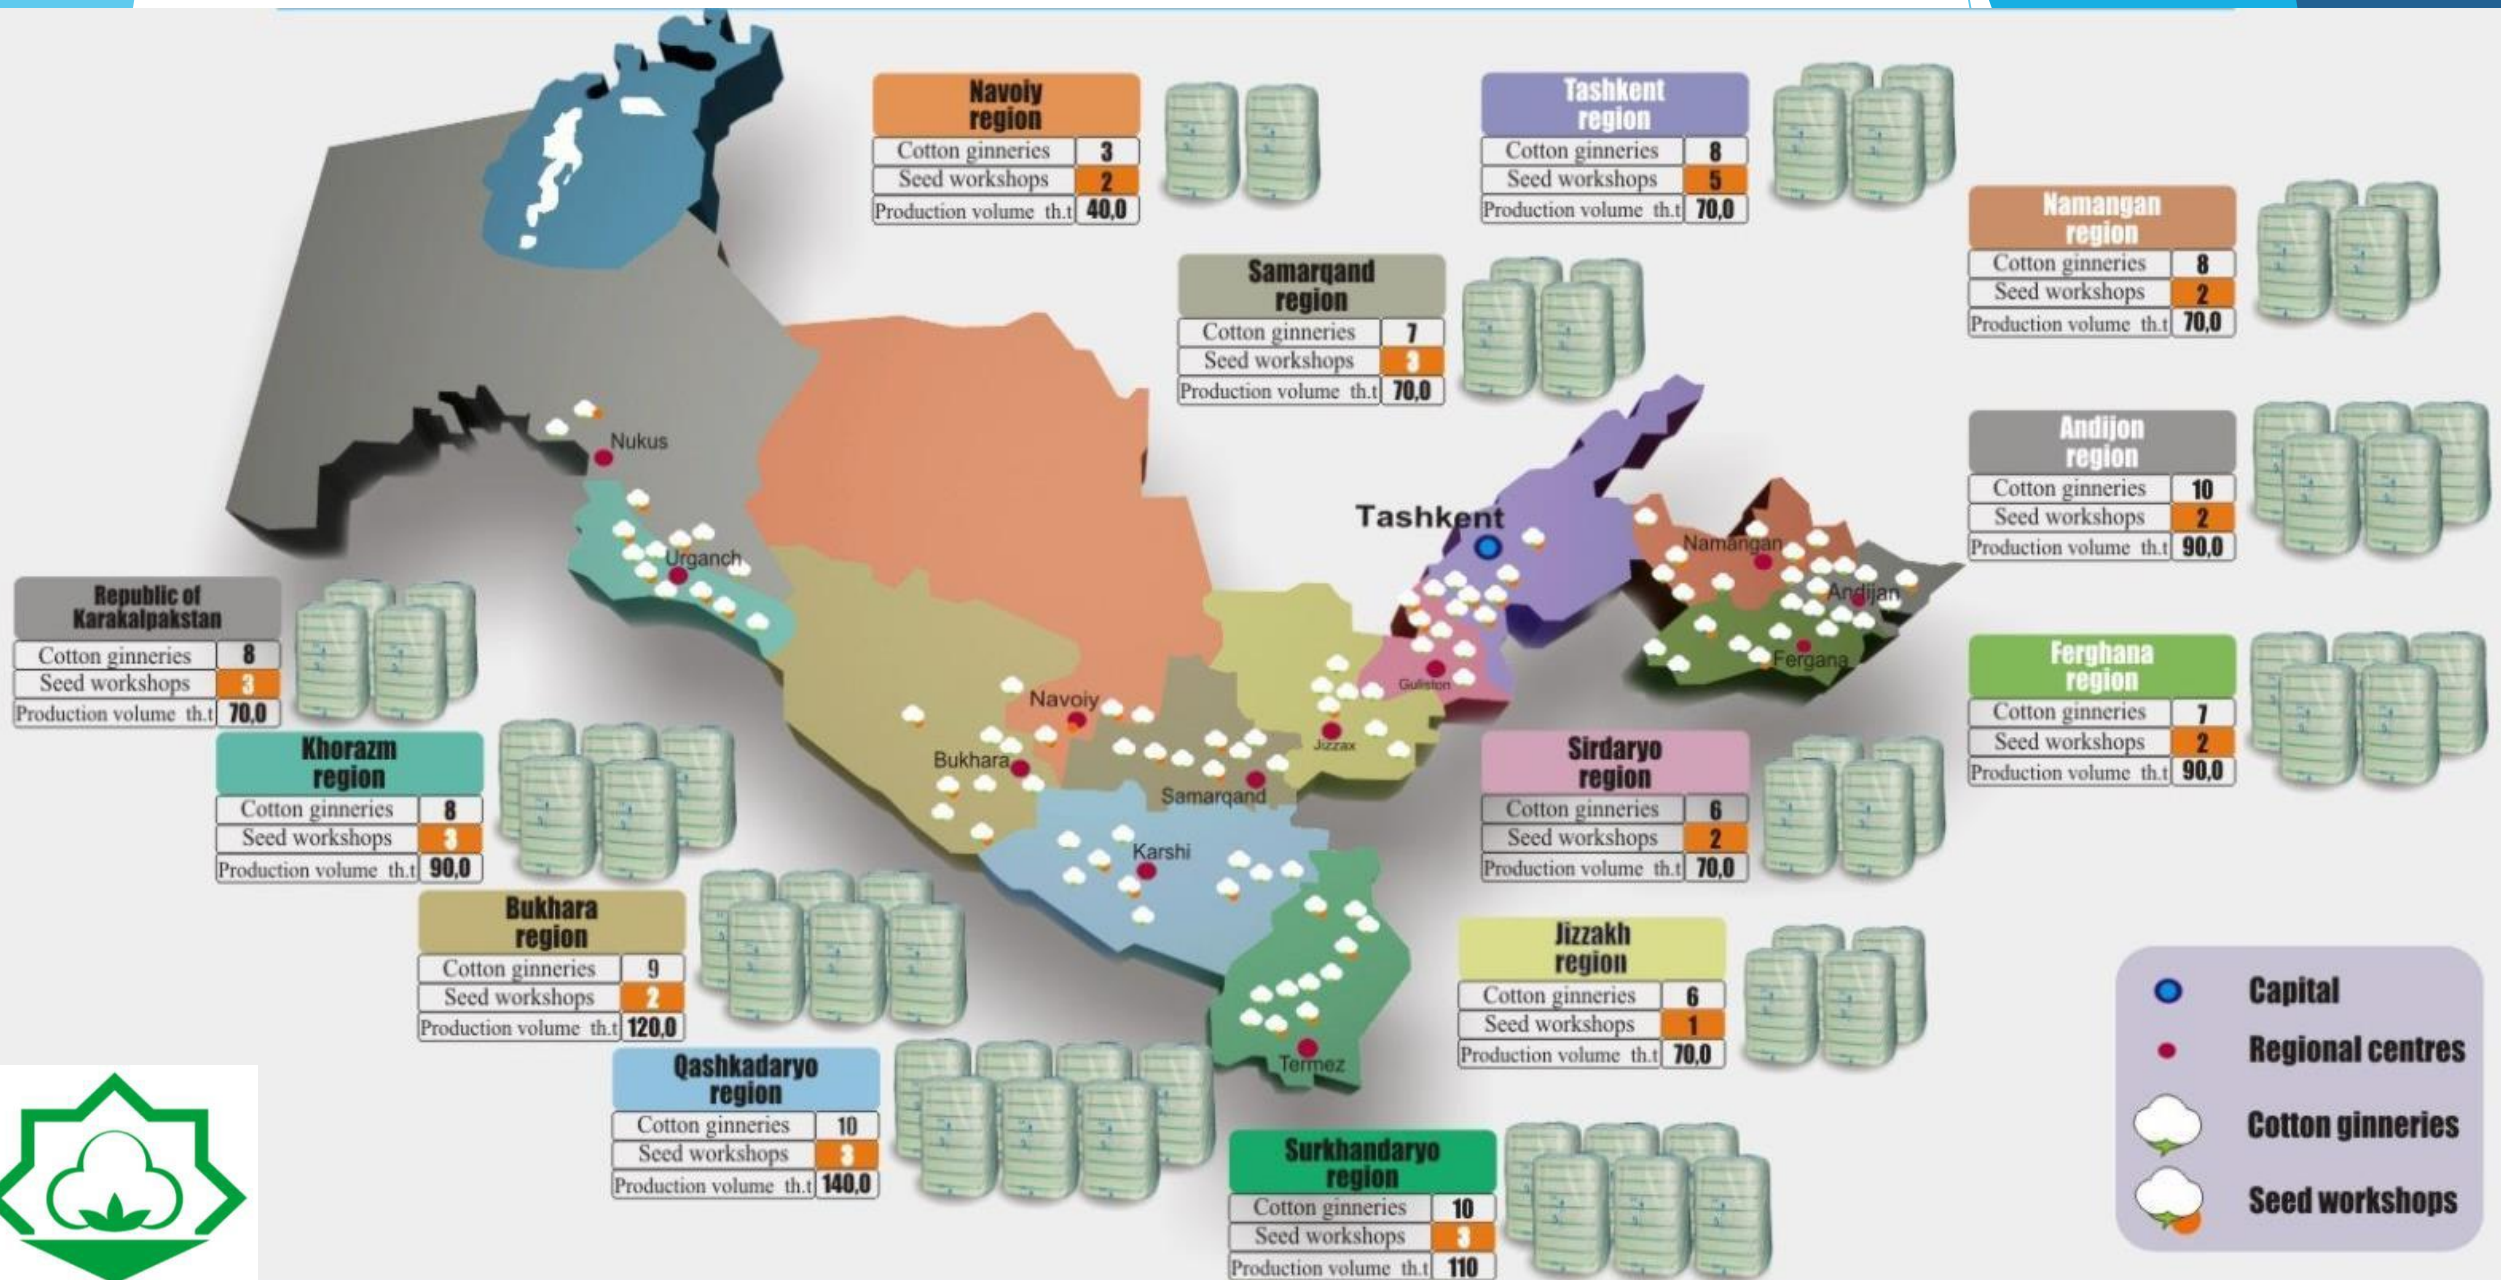 Navoiy
region
Cotton ginneries 3
Seed workshops 2
Production volume th.t 40,0
Tashkent
region
Cotton ginneries 8
Seed workshops 5
Production volume th.t 70,0
Namangan
region
Cotton ginneries 8
Seed workshops 2
Production volume th.t 70,0
Samarqand
region
Cotton ginneries 7
Seed workshops 3
Production volume th.t 70,0
Andijon
region
Cotton ginneries 10
Seed workshops 2
Production volume th.t 90,0
Nukus
Tashkent
Urganch
Namangan
Andijan
Fergana
Guliston
Navoiy
Jizzax
Bukhara
Samarqand
Karshi
Termez
Republic of
Karakalpakstan
Cotton ginneries 8
Seed workshops 3
Production volume th.t 70,0
Ferghana
region
Cotton ginneries 7
Seed workshops 2
Production volume th.t 90,0
Khorazm
region
Cotton ginneries 8
Seed workshops 3
Production volume th.t 90,0
Sirdaryo
region
Cotton ginneries 6
Seed workshops 2
Production volume th.t 70,0
Bukhara
region
Cotton ginneries 9
Seed workshops 2
Production volume th.t 120,0
Jizzakh
region
Cotton ginneries 6
Seed workshops 1
Production volume th.t 70,0
Qashkadaryo
region
Cotton ginneries 10
Seed workshops 3
Production volume th.t 140,0
Surkhandaryo
region
Cotton ginneries 10
Seed workshops 3
Production volume th.t 110
Capital
Regional centres
Cotton ginneries
Seed workshops